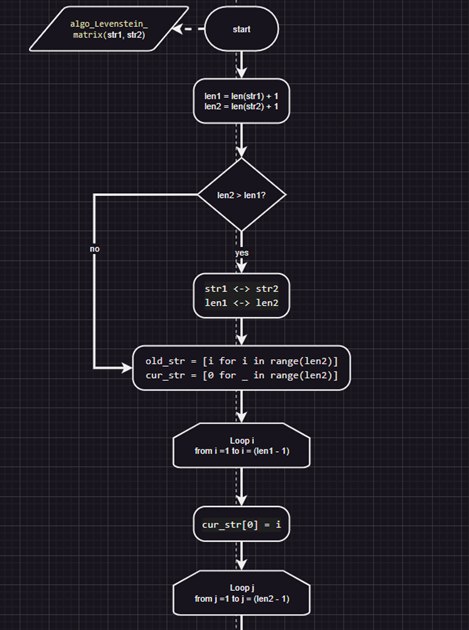 algo_Levenstein_
matrix(str1, str2)
start
len1 = len(str1) + 1
len2 = len(str2) + 1
len2 > len1?
no
yes
str1 <-> str2
len1 <-> len2
old_str = [i for i in range(len2)]
cur_str = [0 for _ in range(len2)]
Loop i
from i =1 to i = (len1 - 1)
cur_str[0] = i
Loop j
from j =1 to j = (len2 - 1)